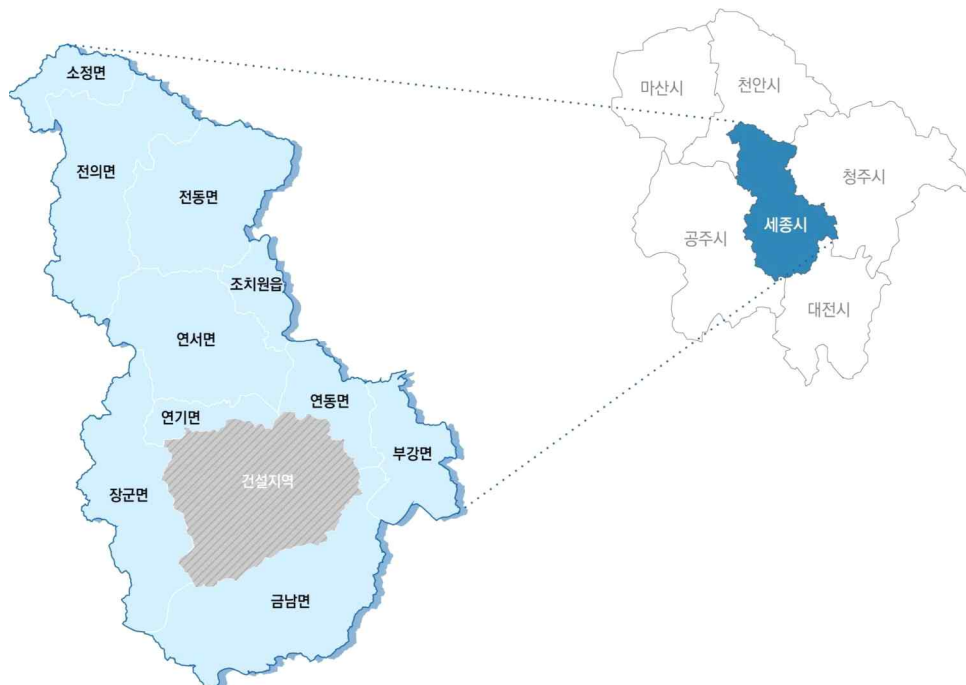 소정면
전의면
전동면
조치원읍
연서면
연기면
연동면
부강면
건설지역
장군면
금남면
마산시
천안시
청주시
세종시
공주시
대전시